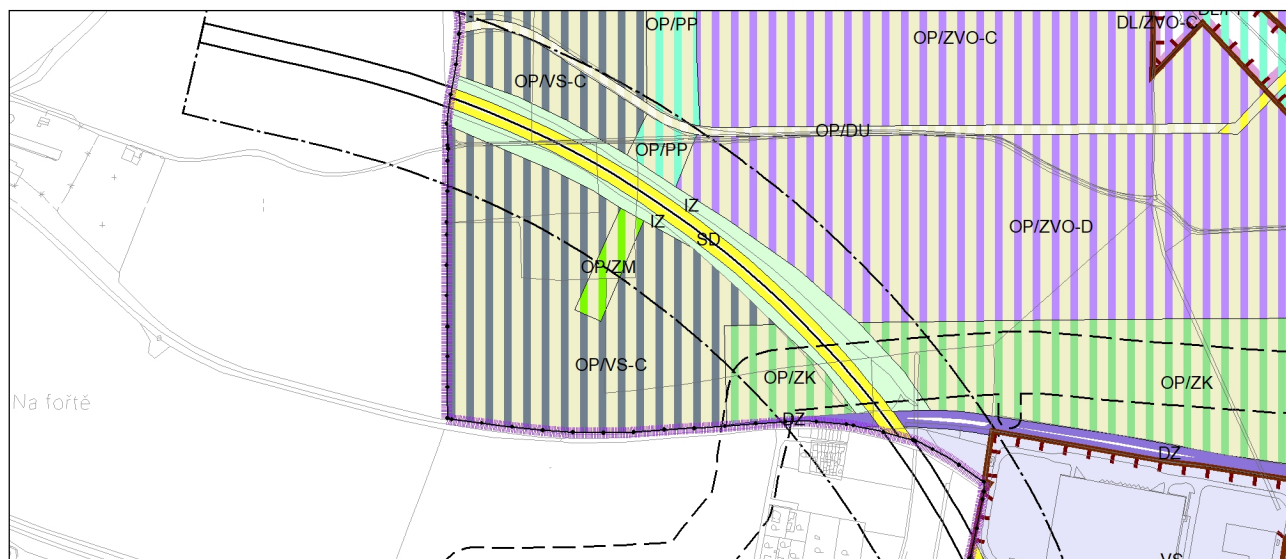 OP/PP
DL/ZVO-C
OP/ZVO-C
OP/VS-C
OP/DU
OP/PP
IZ
IZ
SD
OP/ZVO-D
OP/ZM
OP/VS-C
OP/ZK
OP/ZK
Na fořtě
DZ
DZ
VS